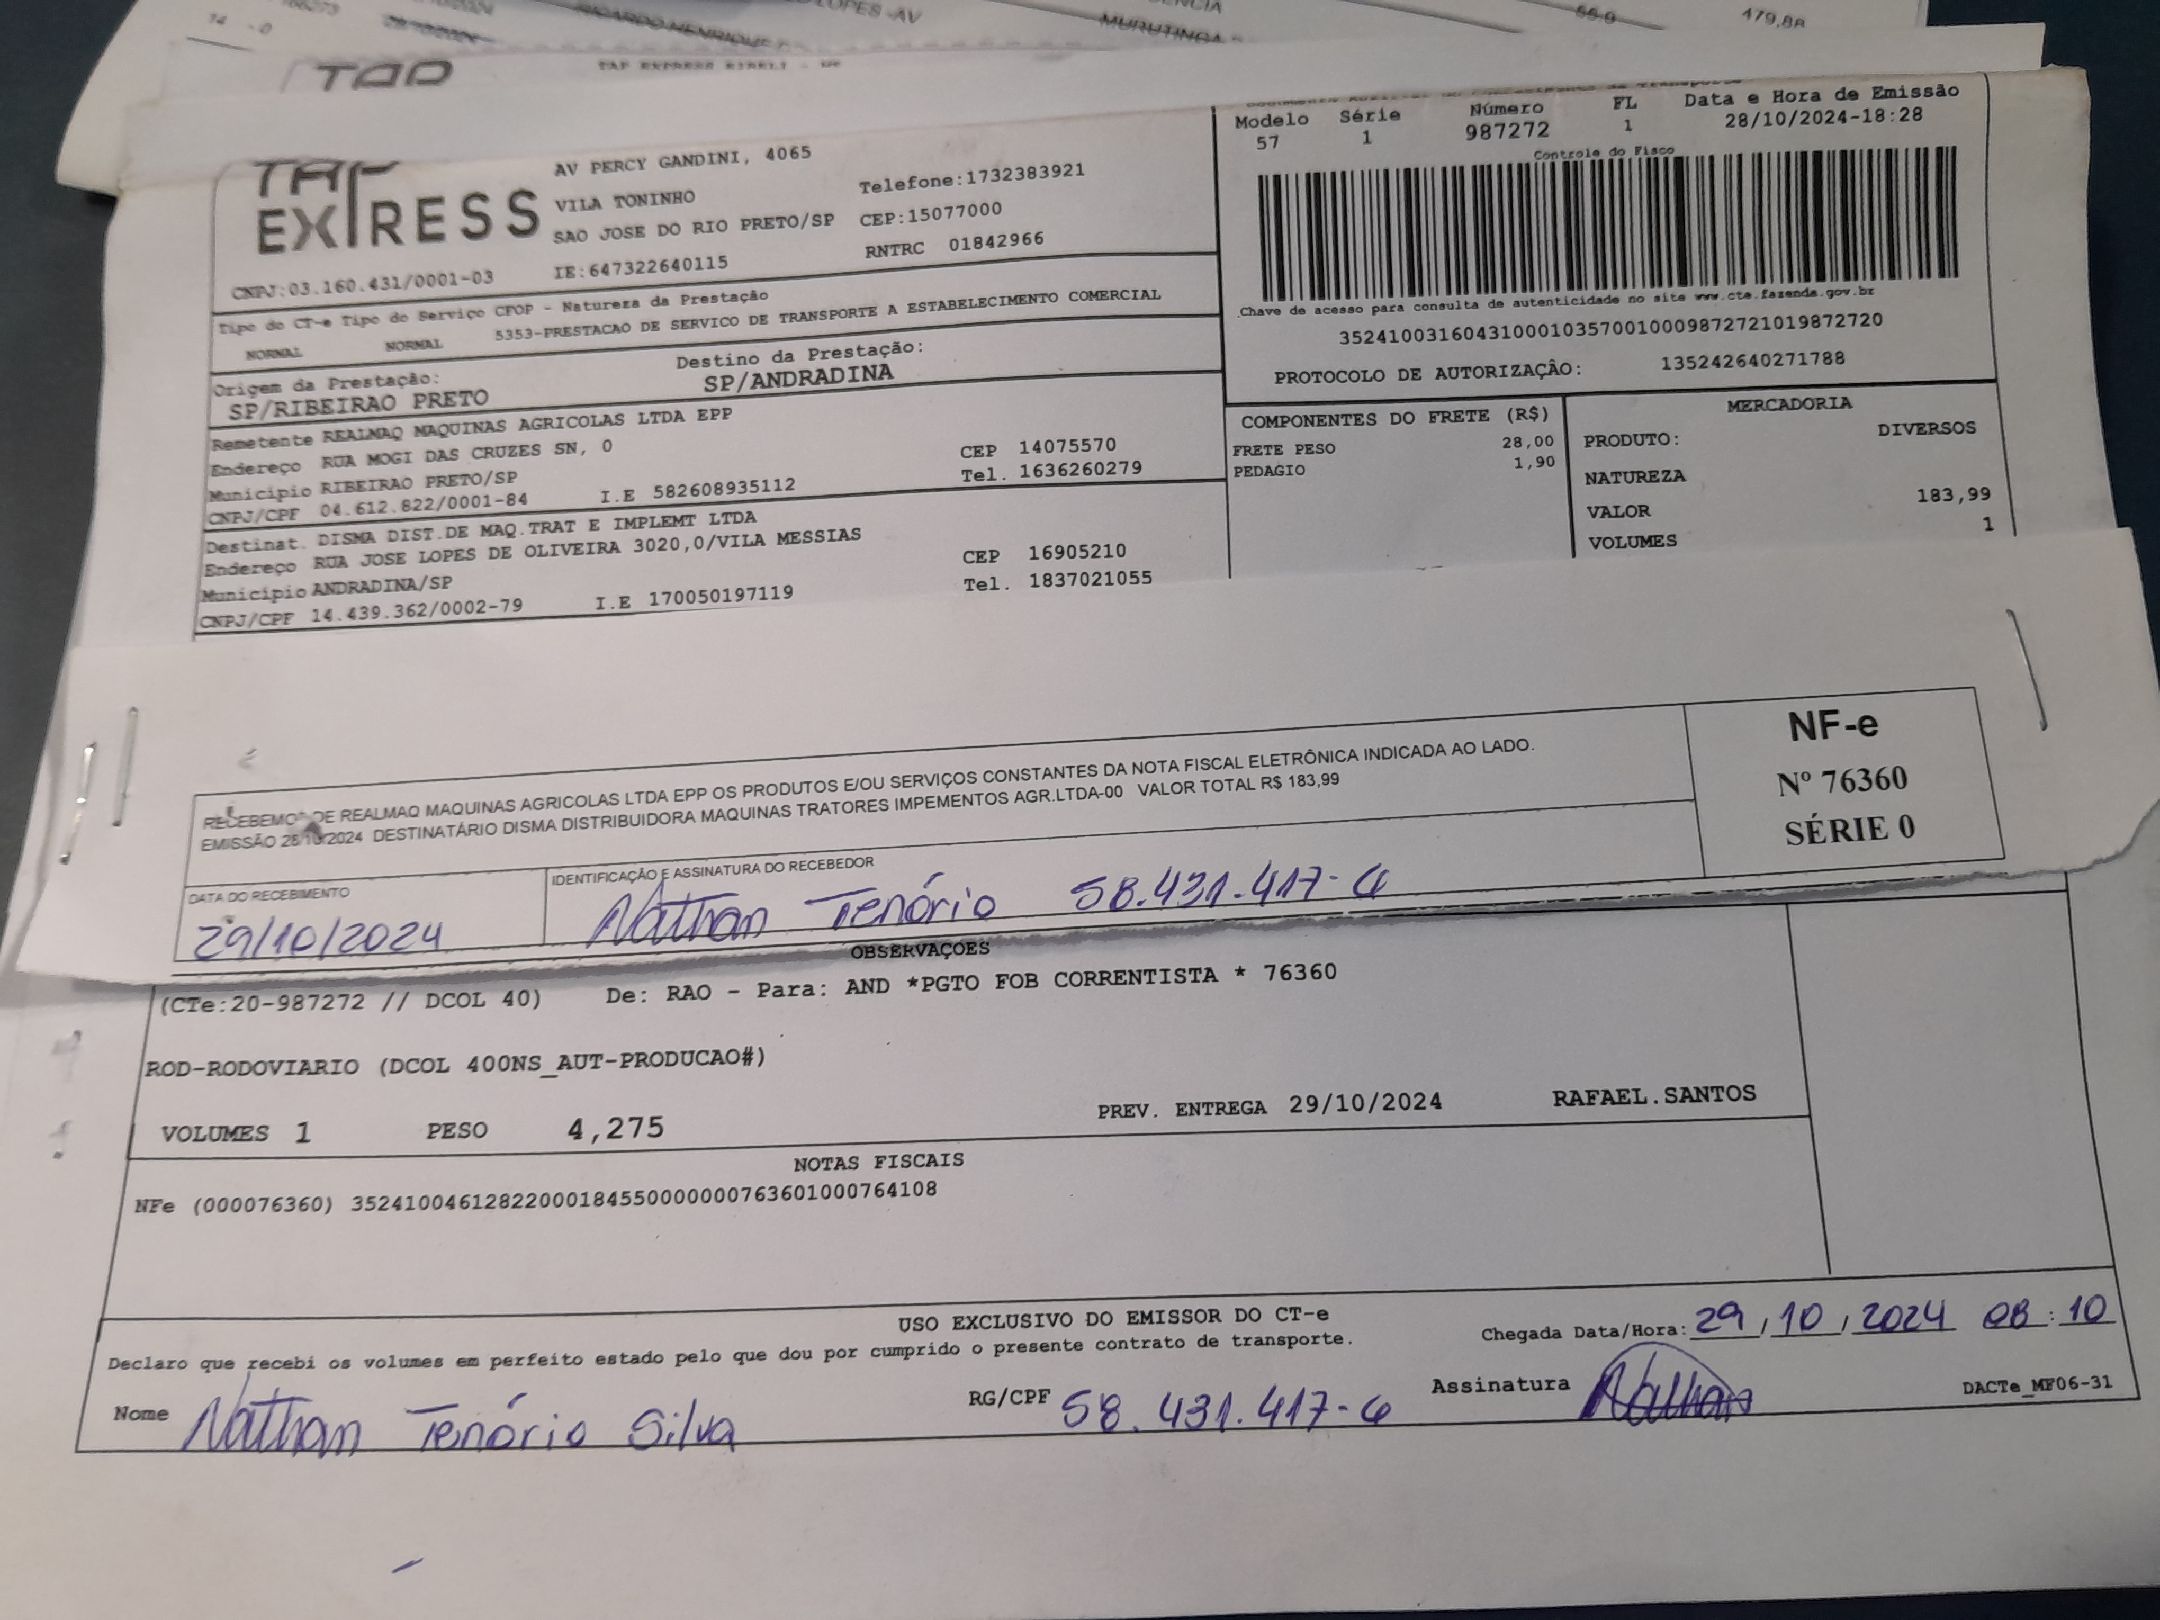 LOPES -AV
MURUTINGA
479,88
TAP EXPRESS
Modelo Série Número FL Data e Hora de Emissão
57 1 987272 1 28/10/2024-18:28
Controle do Fisco
TAP
EXPRESS
AV PERCY GANDINI, 4065
VILA TONINHO Telefone:1732383921
SAO JOSE DO RIO PRETO/SP CEP:15077000
CNPJ:03.160.431/0001-03 IE:647322640115 RNTRC 01842966
Chave de acesso para consulta de autenticidade no site www.cte.fazenda.gov.br
35241003160431000103570010009872721019872720
PROTOCOLO DE AUTORIZAÇÃO: 135242640271788
Tipo do CT-e Tipo do Serviço CFOP - Natureza da Prestação
NORMAL NORMAL 5353-PRESTACAO DE SERVICO DE TRANSPORTE A ESTABELECIMENTO COMERCIAL
Origem da Prestação: Destino da Prestação:
SP/RIBEIRAO PRETO SP/ANDRADINA
Remetente REALMAQ MAQUINAS AGRICOLAS LTDA EPP
Endereço RUA MOGI DAS CRUZES SN, 0 CEP 14075570
Município RIBEIRAO PRETO/SP Tel. 1636260279
CNPJ/CPF 04.612.822/0001-84 I.E 582608935112
Destinat. DISMA DIST.DE MAQ.TRAT E IMPLEMT LTDA
Endereço RUA JOSE LOPES DE OLIVEIRA 3020,0/VILA MESSIAS CEP 16905210
Município ANDRADINA/SP Tel. 1837021055
CNPJ/CPF 14.439.362/0002-79 I.E 170050197119
COMPONENTES DO FRETE (R$)
FRETE PESO 28,00
PEDAGIO 1,90
MERCADORIA
PRODUTO: DIVERSOS
NATUREZA
VALOR 183,99
VOLUMES 1
RECEBEMOS DE REALMAQ MAQUINAS AGRICOLAS LTDA EPP OS PRODUTOS E/OU SERVIÇOS CONSTANTES DA NOTA FISCAL ELETRÔNICA INDICADA AO LADO.
EMISSÃO 28/10/2024 DESTINATÁRIO DISMA DISTRIBUIDORA MAQUINAS TRATORES IMPEMENTOS AGR.LTDA-00 VALOR TOTAL R$ 183,99
NF-e
Nº 76360
SÉRIE 0
DATA DO RECEBIMENTO IDENTIFICAÇÃO E ASSINATURA DO RECEBEDOR
29/10/2024 Nathan Tenório 58.431.417-6
OBSERVAÇOES
(CTe:20-987272 // DCOL 40) De: RAO - Para: AND *PGTO FOB CORRENTISTA * 76360
ROD-RODOVIARIO (DCOL 400NS_AUT-PRODUCAO#)
VOLUMES 1 PESO 4,275 PREV. ENTREGA 29/10/2024 RAFAEL.SANTOS
NOTAS FISCAIS
NFe (000076360) 35241004612822000184550000000763601000764108
USO EXCLUSIVO DO EMISSOR DO CT-e
Declaro que recebi os volumes em perfeito estado pelo que dou por cumprido o presente contrato de transporte. Chegada Data/Hora: 29/10/2024 08:10
Nome Nathan Tenório Silva RG/CPF 58.431.417-6 Assinatura Nathan DACTe_MF06-31